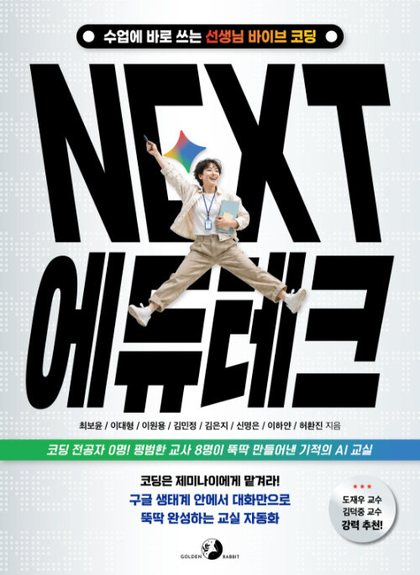 수업에 바로 쓰는 선생님 바이브 코딩
NEXT
에듀테크
최보윤 / 이대형 / 이원용 / 김민정 / 김은지 / 신명은 / 이하얀 / 허환진 지음
코딩 전공자 0명! 평범한 교사 8명이 뚝딱 만들어낸 기적의 AI 교실
코딩은 제미나이에게 맡겨라!
구글 생태계 안에서 대화만으로
뚝딱 완성하는 교실 자동화
도재우 교수
김덕중 교수
강력 추천!
GOLDEN RABBIT